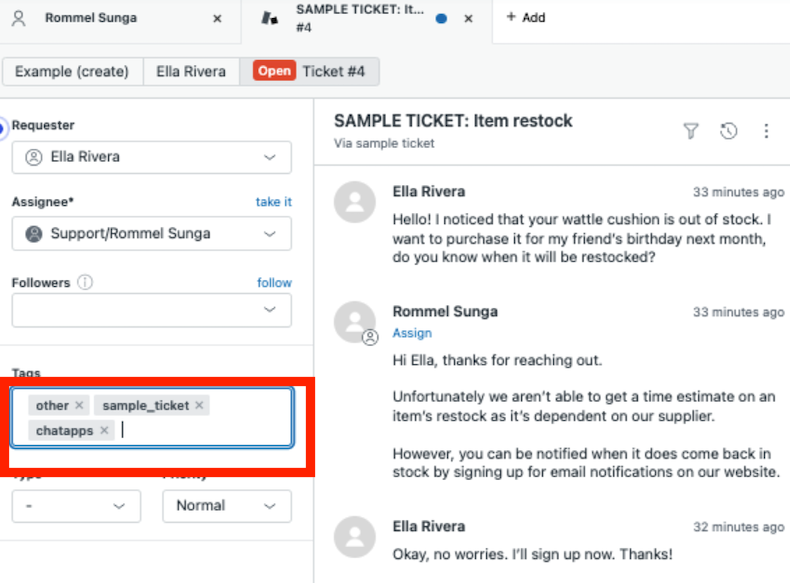 Rommel Sunga
SAMPLE TICKET: It...
#4
+ Add
Example (create)
Ella Rivera
Open Ticket #4
Requester
Ella Rivera
Assignee*
take it
Support/Rommel Sunga
Followers
follow
Tags
other
sample_ticket
chatapps
-
Normal
SAMPLE TICKET: Item restock
Via sample ticket
Ella Rivera
33 minutes ago
Hello! I noticed that your wattle cushion is out of stock. I
want to purchase it for my friend's birthday next month,
do you know when it will be restocked?
Rommel Sunga
33 minutes ago
Assign
Hi Ella, thanks for reaching out.
Unfortunately we aren't able to get a time estimate on an
item's restock as it's dependent on our supplier.
However, you can be notified when it does come back in
stock by signing up for email notifications on our website.
Ella Rivera
32 minutes ago
Okay, no worries. I'll sign up now. Thanks!